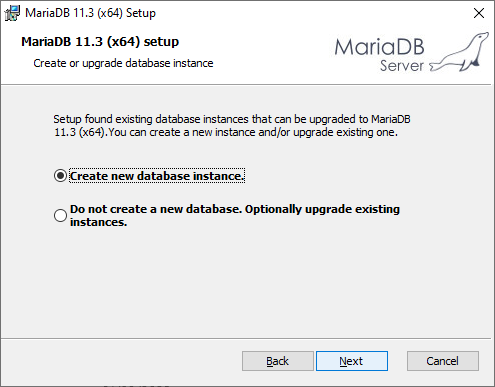 MariaDB 11.3 (x64) Setup
MariaDB 11.3 (x64) setup
Create or upgrade database instance
MariaDB
Server
Setup found existing database instances that can be upgraded to MariaDB
11.3 (x64).You can create a new instance and/or upgrade existing one.
Create new database instance.
Do not create a new database. Optionally upgrade existing
instances.
Back
Next
Cancel